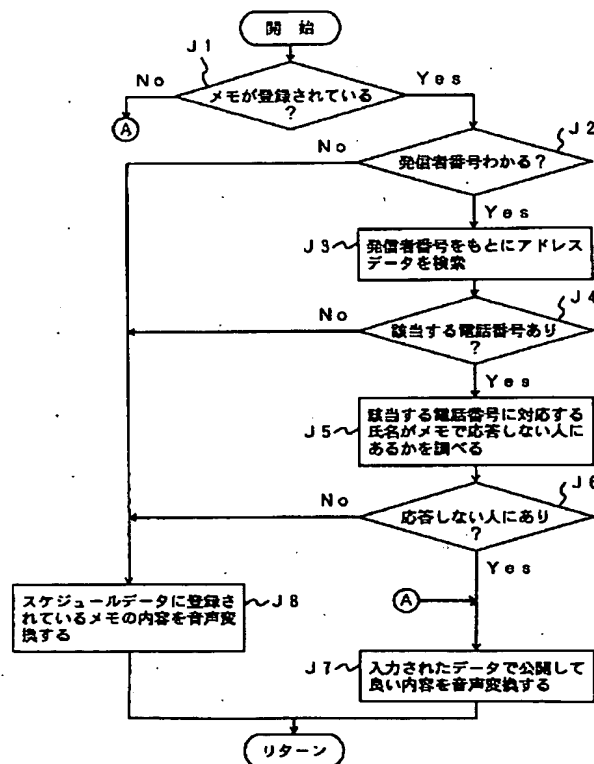 開 始
J1
No
Yes
メモが登録されている
?
A
J2
No
発信者番号わかる?
Yes
J3
発信者番号をもとにアドレス
データを検索
J4
No
該当する電話番号あり
?
Yes
J5
該当する電話番号に対応する
氏名がメモで応答しない人に
あるかを調べる
J6
No
応答しない人にあり
?
Yes
A
スケジュールデータに登録さ
れているメモの内容を音声変
換する
J8
J7
入力されたデータで公開して
良い内容を音声変換する
リターン